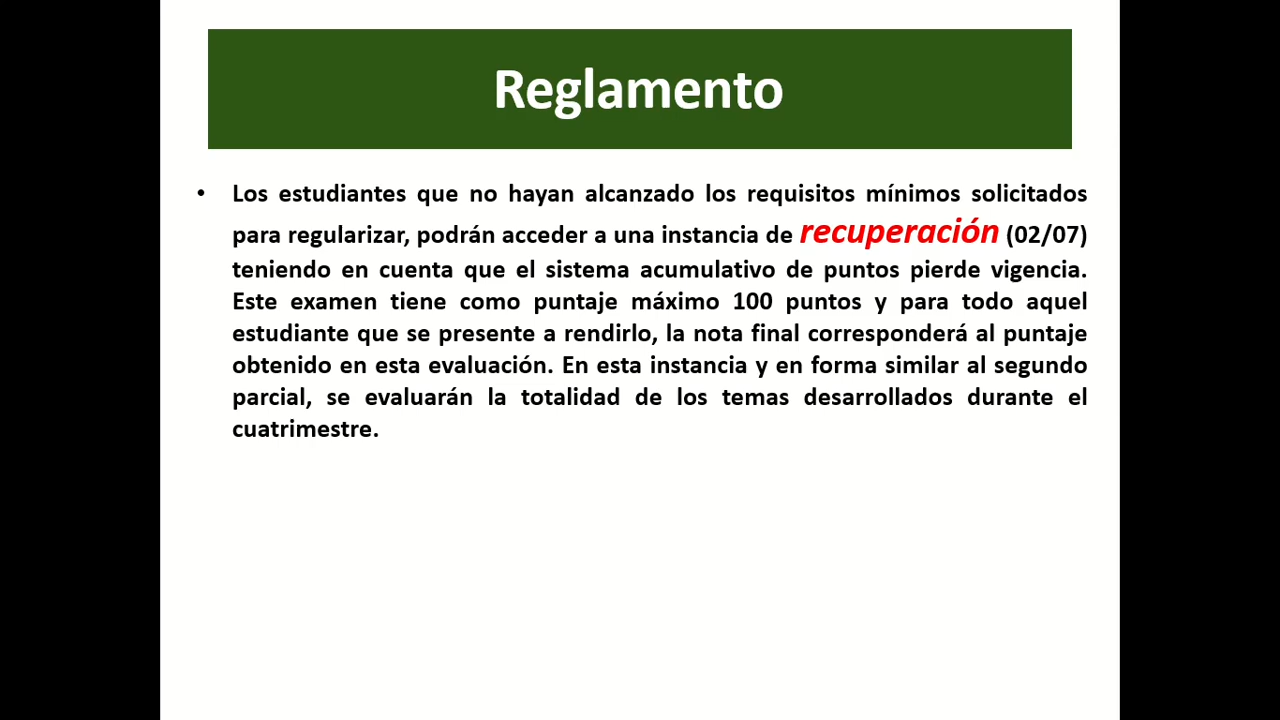 Reglamento
• Los estudiantes que no hayan alcanzado los requisitos mínimos solicitados
para regularizar, podrán acceder a una instancia de recuperación (02/07)
teniendo en cuenta que el sistema acumulativo de puntos pierde vigencia.
Este examen tiene como puntaje máximo 100 puntos y para todo aquel
estudiante que se presente a rendirlo, la nota final corresponderá al puntaje
obtenido en esta evaluación. En esta instancia y en forma similar al segundo
parcial, se evaluarán la totalidad de los temas desarrollados durante el
cuatrimestre.